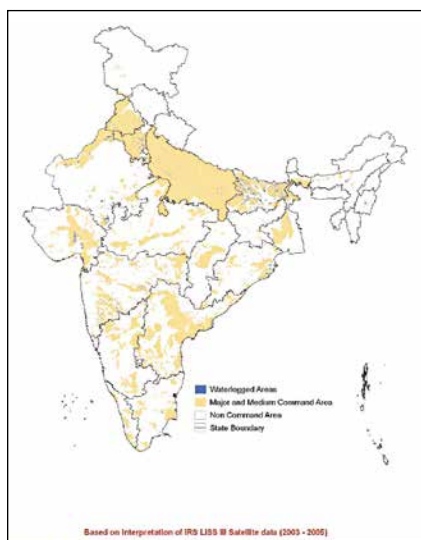 Waterlogged Areas
Major and Medium Command Area
Non Command Area
State Boundary
Based on Interpretation of IRS LISS III Satellite data (2003 - 2005)